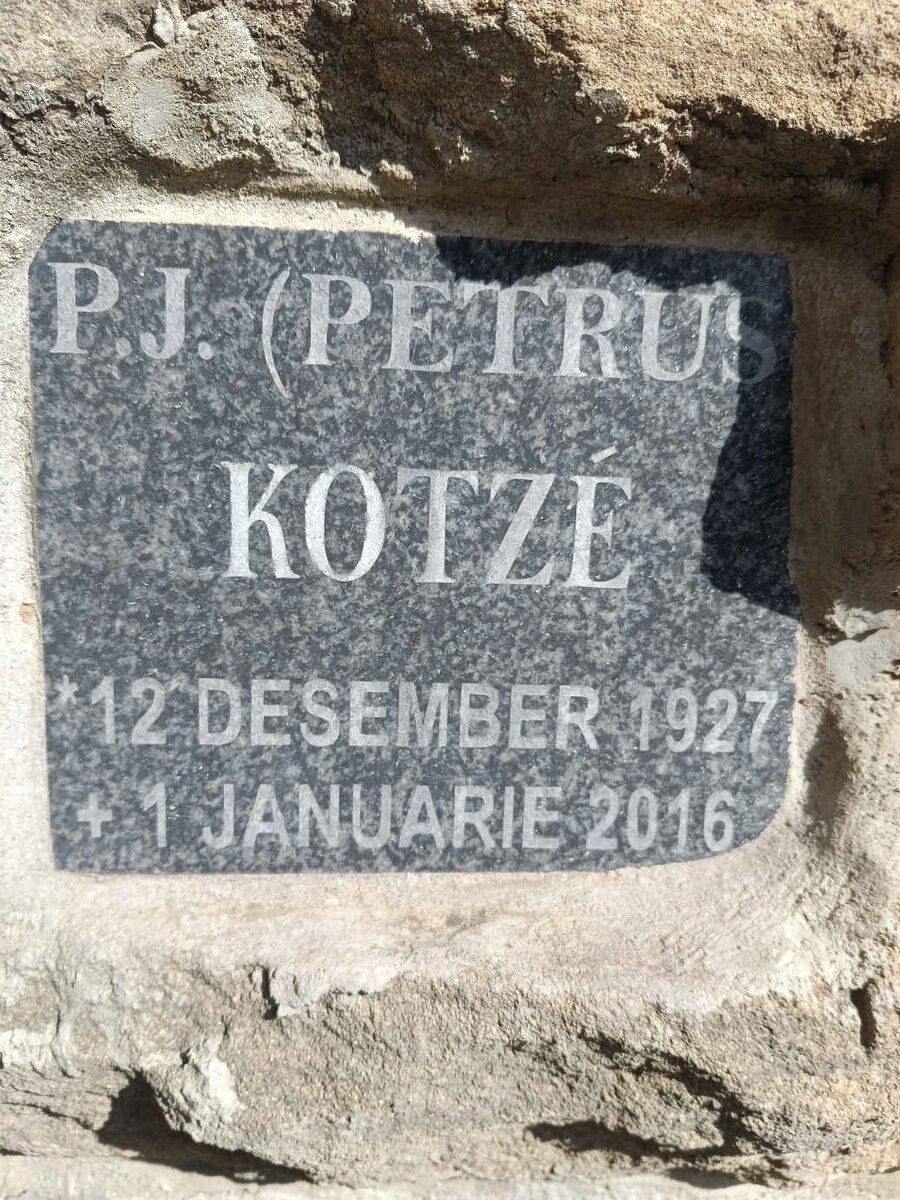 P.J. (PETRUS
KOTZÉ
*12 DESEMBER 1927
+ 1 JANUARIE 2016